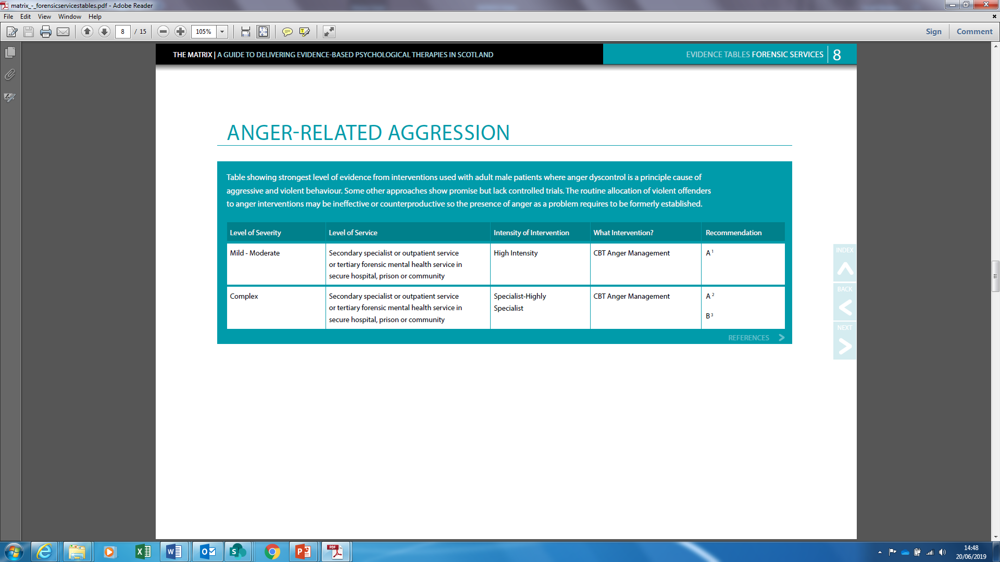 matrix_-_forensicservicestables.pdf - Adobe Reader
File Edit View Window Help
8 / 15 105% Sign Comment
THE MATRIX | A GUIDE TO DELIVERING EVIDENCE-BASED PSYCHOLOGICAL THERAPIES IN SCOTLAND
EVIDENCE TABLES FORENSIC SERVICES 8
ANGER-RELATED AGGRESSION
Table showing strongest level of evidence from interventions used with adult male patients where anger dyscontrol is a principle cause of
aggressive and violent behaviour. Some other approaches show promise but lack controlled trials. The routine allocation of violent offenders
to anger interventions may be ineffective or counterproductive so the presence of anger as a problem requires to be formerly established.
Level of Severity Level of Service Intensity of Intervention What Intervention? Recommendation
Mild - Moderate Secondary specialist or outpatient service High Intensity CBT Anger Management A 1
or tertiary forensic mental health service in
secure hospital, prison or community
Complex Secondary specialist or outpatient service Specialist-Highly CBT Anger Management A 2
or tertiary forensic mental health service in Specialist
secure hospital, prison or community B 3
REFERENCES
INDEX
BACK
NEXT
14:48
20/06/2019